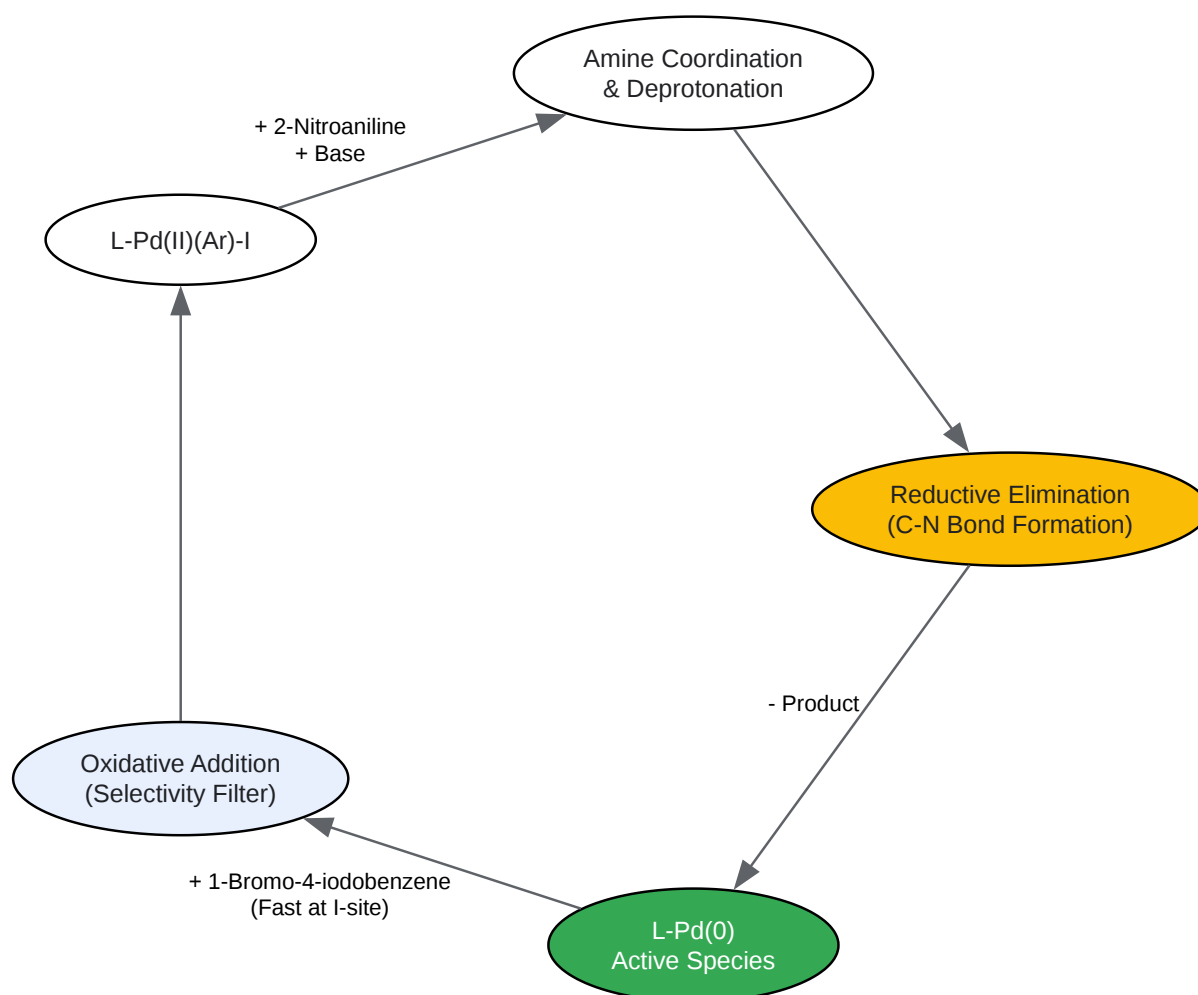 Amine Coordination
& Deprotonation
+ 2-Nitroaniline
+ Base
L-Pd(II)(Ar)-I
Reductive Elimination
(C-N Bond Formation)
- Product
Oxidative Addition
(Selectivity Filter)
+ 1-Bromo-4-iodobenzene
(Fast at I-site)
L-Pd(0)
Active Species